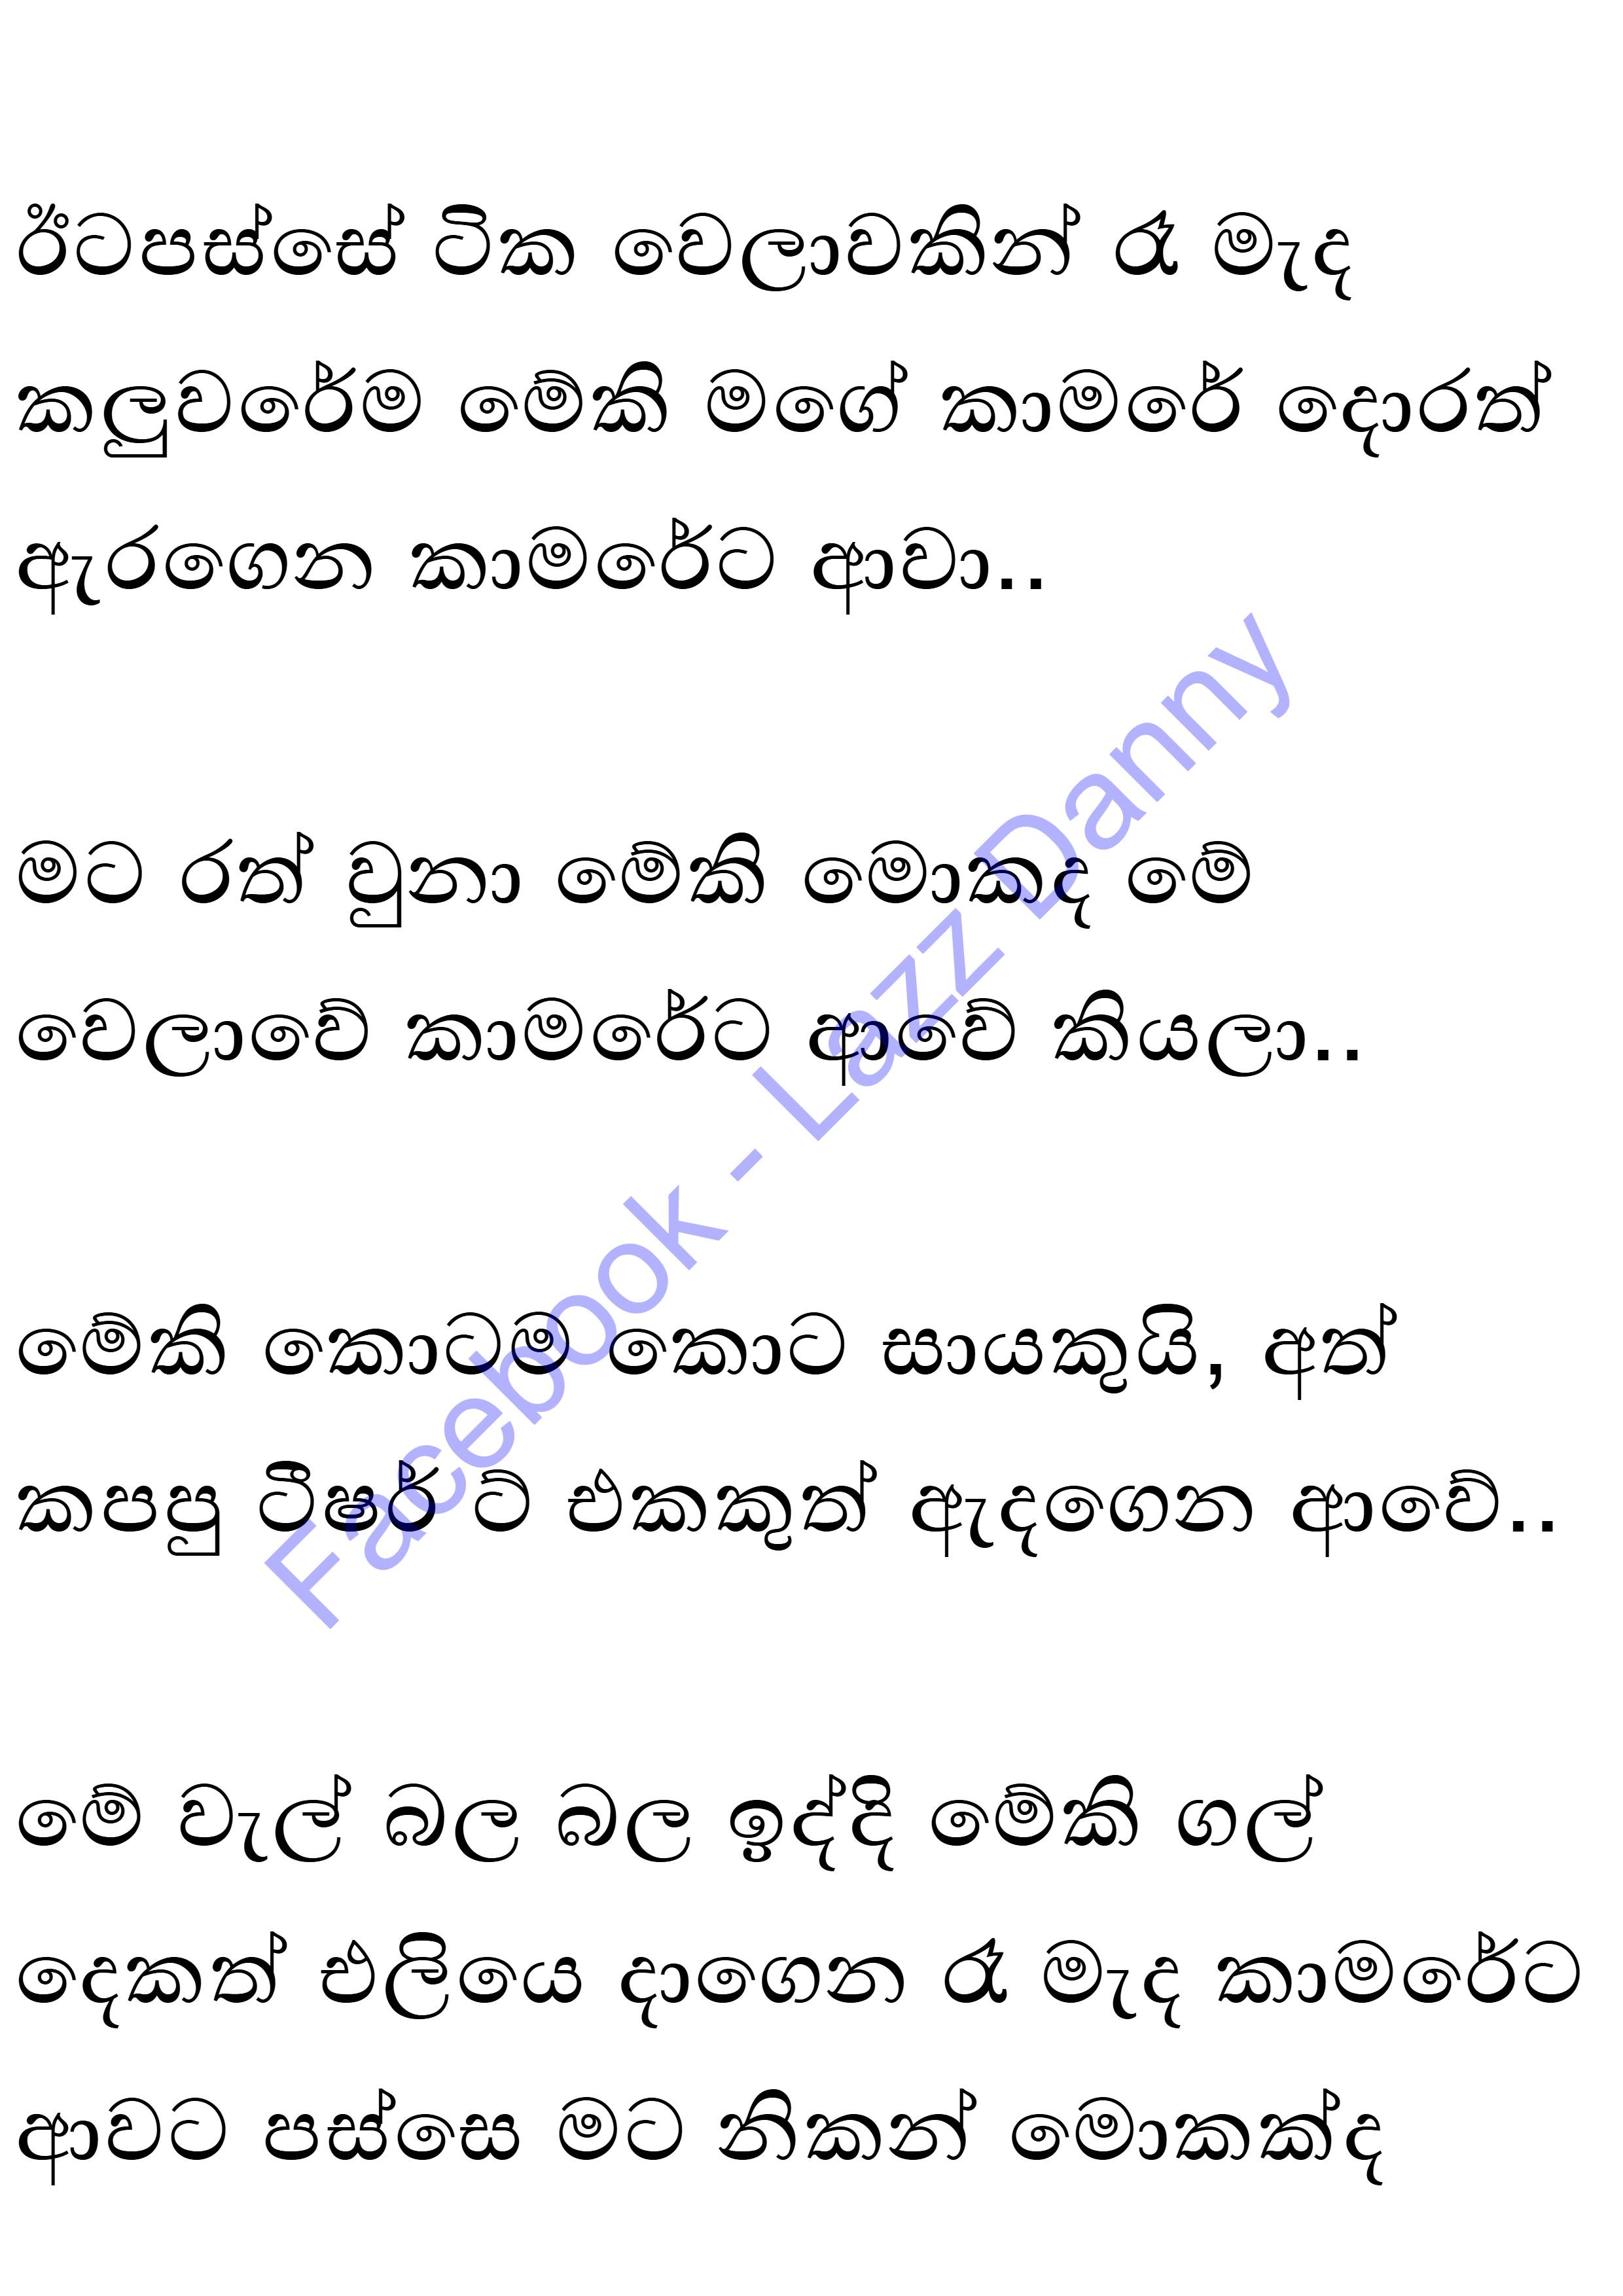 ඊටපස්සේ ටික වෙලාවකින් රෑ මැද
කලුවරේම මේකි මගේ කාමරේ දොරත්
ඇරගෙන කාමරේට ආවා..
මට රත් වුනා මේකි මොකද මේ
වෙලාවේ කාමරේට ආවේ කියලා..
මේකි කොටම කොට සායකුයි, අත්
කපපු ටීෂර්ට් එකකුත් ඇදගෙන ආවේ..
මේ වැල් බල බල ඉද්දි මේකි ගල්
දෙකත් එලියෙ දාගෙන රෑ මැද කාමරේට
ආවට පස්සෙ මට නිකන් මොකක්ද
Facebook - Lazz Danny